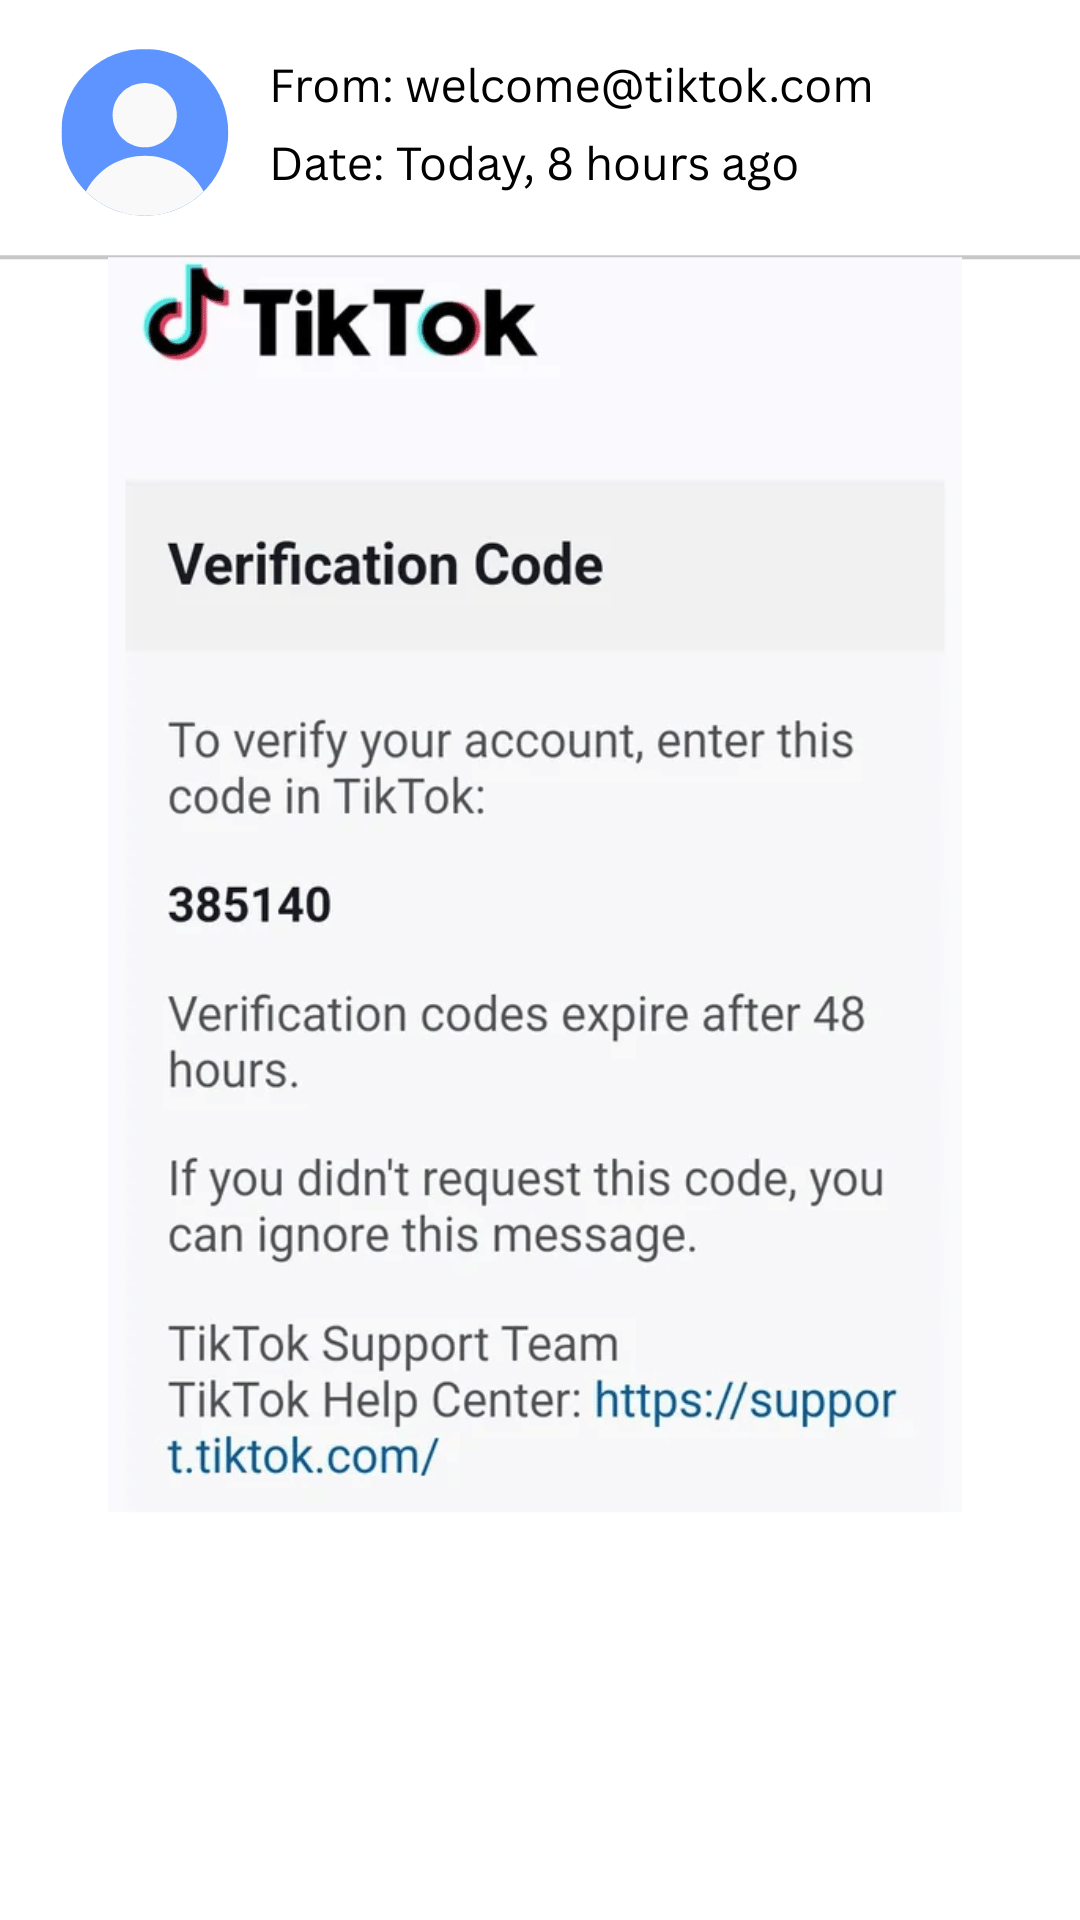 From: welcome@tiktok.com
Date: Today, 8 hours ago
TikTok
Verification Code
To verify your account, enter this
code in TikTok:
385140
Verification codes expire after 48
hours.
If you didn't request this code, you
can ignore this message.
TikTok Support Team
TikTok Help Center: https://suppor
t.tiktok.com/